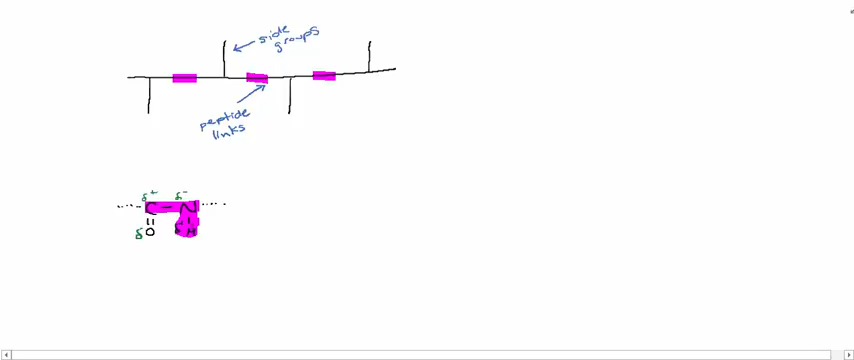 side
groups
peptide
links
δ+ δ-
C - N
δ O H